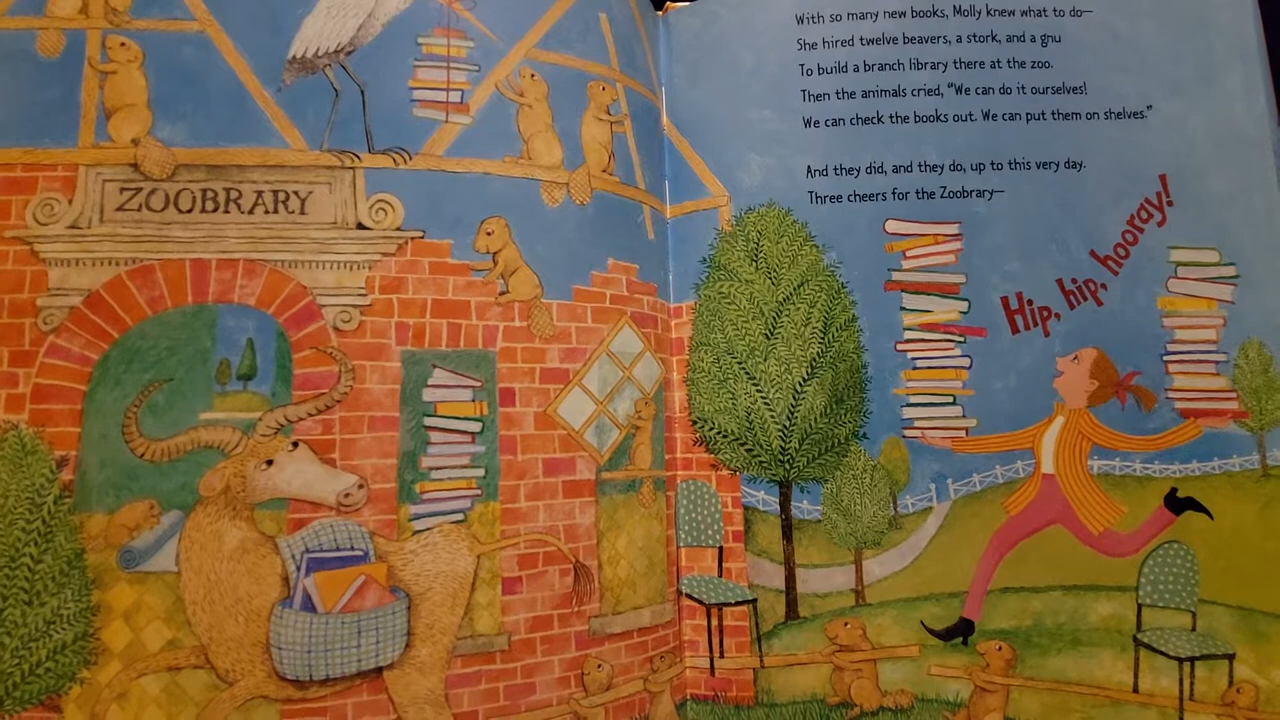 ZOOBRARY
With so many new books, Molly knew what to do—
She hired twelve beavers, a stork, and a gnu
To build a branch library there at the zoo.
Then the animals cried, “We can do it ourselves!
We can check the books out. We can put them on shelves.”
And they did, and they do, up to this very day.
Three cheers for the Zoobrary—
Hip, hip, hooray!